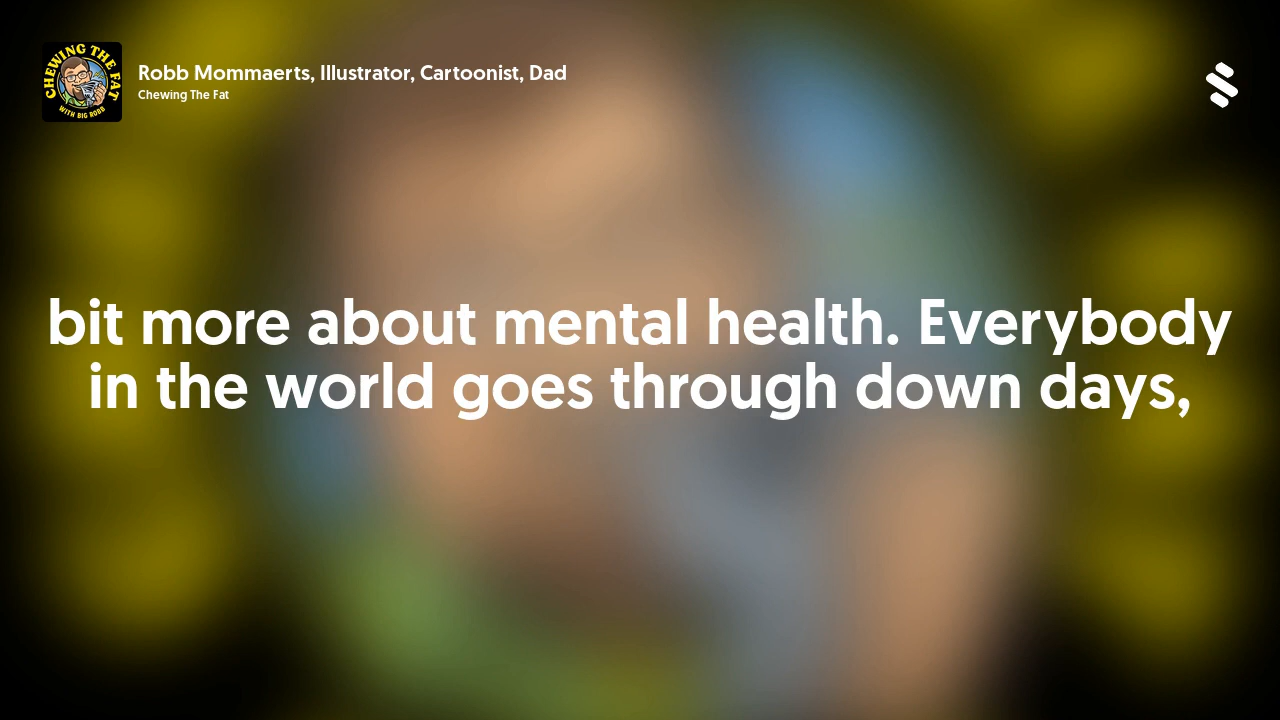 CHEWING THE FAT
WITH BIG ROBB
Robb Mommaerts, Illustrator, Cartoonist, Dad
Chewing The Fat
bit more about mental health. Everybody
in the world goes through down days,